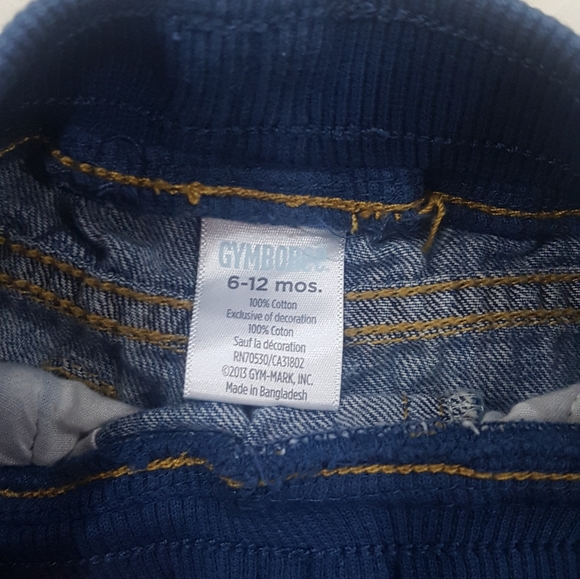 GYMBOREE.
6-12 mos.
100% Cotton
Exclusive of decoration
100% Coton
Sauf la décoration
RN70530/CA31802
©2013 GYM-MARK, INC.
Made in Bangladesh